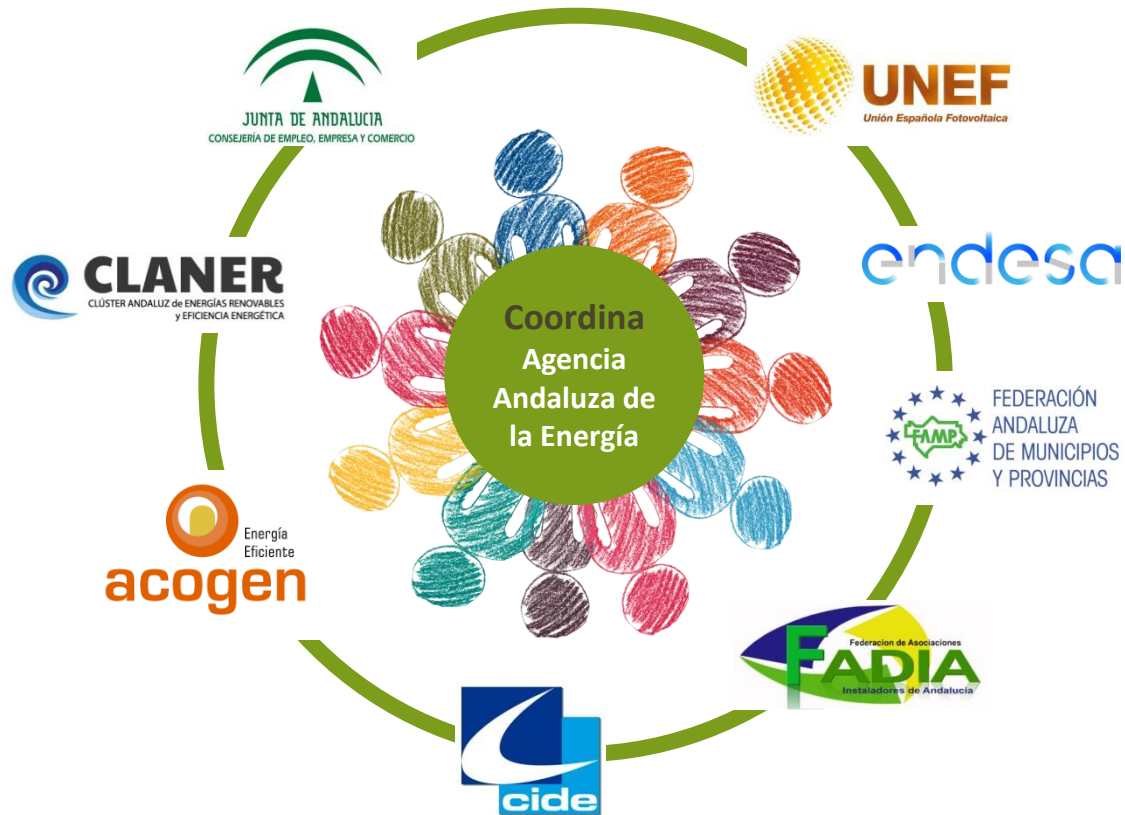 JUNTA DE ANDALUCIA
CONSEJERÍA DE EMPLEO, EMPRESA Y COMERCIO
UNEF
Unión Española Fotovoltaica
CLANER
CLÚSTER ANDALUZ de ENERGÍAS RENOVABLES
y EFICIENCIA ENERGÉTICA
endesa
Coordina
Agencia
Andaluza de
la Energía
FAMP
FEDERACIÓN
ANDALUZA
DE MUNICIPIOS
Y PROVINCIAS
Energía
Eficiente
acogen
Federacion de Asociaciones
FADIA
Instaladores de Andalucía
cide